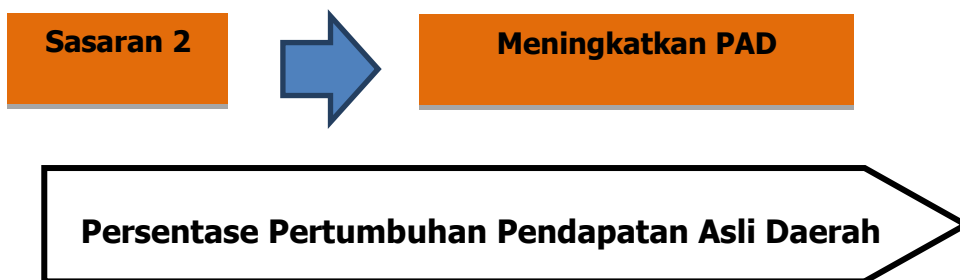 Sasaran 2
Meningkatkan PAD
Persentase Pertumbuhan Pendapatan Asli Daerah